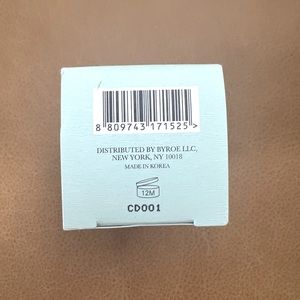 8 809743 171525 >
DISTRIBUTED BY BYROE LLC,
NEW YORK, NY 10018
MADE IN KOREA
12M
CD001